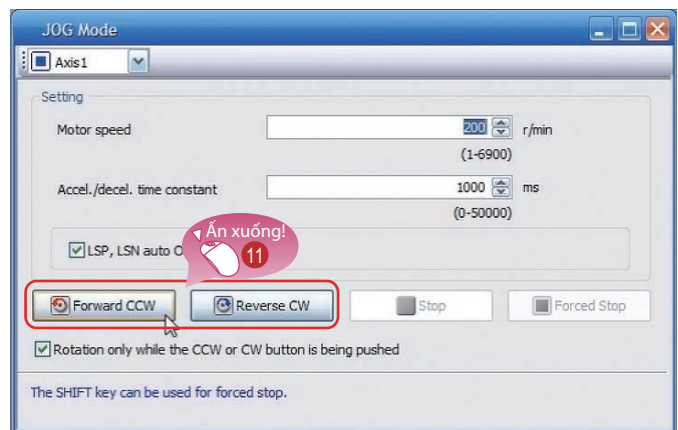 JOG Mode
Axis1
Setting
Motor speed 200 r/min
(1-6900)
Accel./decel. time constant 1000 ms
(0-50000)
Ấn xuống!
LSP, LSN auto O
11
Forward CCW Reverse CW Stop Forced Stop
Rotation only while the CCW or CW button is being pushed
The SHIFT key can be used for forced stop.